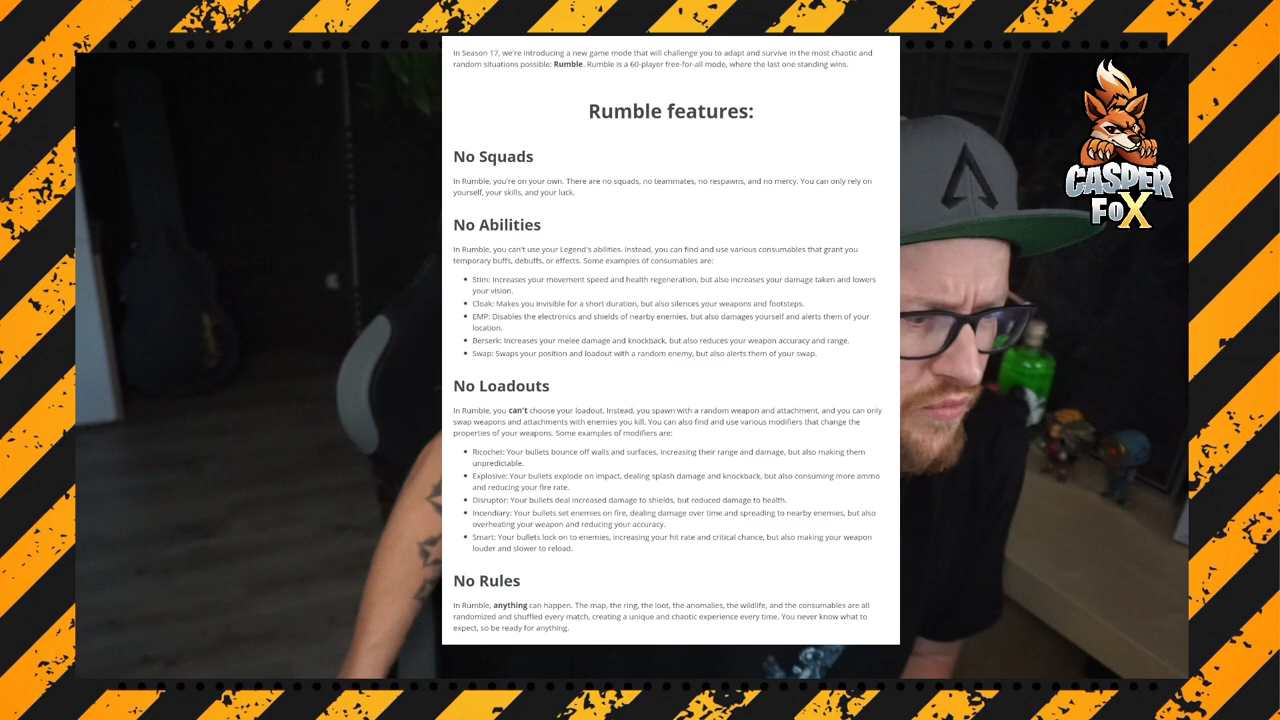 In Season 17, we're introducing a new game mode that will challenge you to adapt and survive in the most chaotic and
random situations possible: Rumble. Rumble is a 60-player free-for-all mode, where the last one standing wins.
Rumble features:
No Squads
In Rumble, you're on your own. There are no squads, no teammates, no respawns, and no mercy. You can only rely on
yourself, your skills, and your luck.
No Abilities
In Rumble, you can't use your Legend's abilities. Instead, you can find and use various consumables that grant you
temporary buffs, debuffs, or effects. Some examples of consumables are:
Stim: Increases your movement speed and health regeneration, but also increases your damage taken and lowers
your vision.
Cloak: Makes you invisible for a short duration, but also silences your weapons and footsteps.
EMP: Disables the electronics and shields of nearby enemies, but also damages yourself and alerts them of your
location.
Berserk: Increases your melee damage and knockback, but also reduces your weapon accuracy and range.
Swap: Swaps your position and loadout with a random enemy, but also alerts them of your swap.
No Loadouts
In Rumble, you can't choose your loadout. Instead, you spawn with a random weapon and attachment, and you can only
swap weapons and attachments with enemies you kill. You can also find and use various modifiers that change the
properties of your weapons. Some examples of modifiers are:
Ricochet: Your bullets bounce off walls and surfaces, increasing their range and damage, but also making them
unpredictable.
Explosive: Your bullets explode on impact, dealing splash damage and knockback, but also consuming more ammo
and reducing your fire rate.
Disruptor: Your bullets deal increased damage to shields, but reduced damage to health.
Incendiary: Your bullets set enemies on fire, dealing damage over time and spreading to nearby enemies, but also
overheating your weapon and reducing your accuracy.
Smart: Your bullets lock on to enemies, increasing your hit rate and critical chance, but also making your weapon
louder and slower to reload.
No Rules
In Rumble, anything can happen. The map, the ring, the loot, the anomalies, the wildlife, and the consumables are all
randomized and shuffled every match, creating a unique and chaotic experience every time. You never know what to
expect, so be ready for anything.
CASPER
FoX